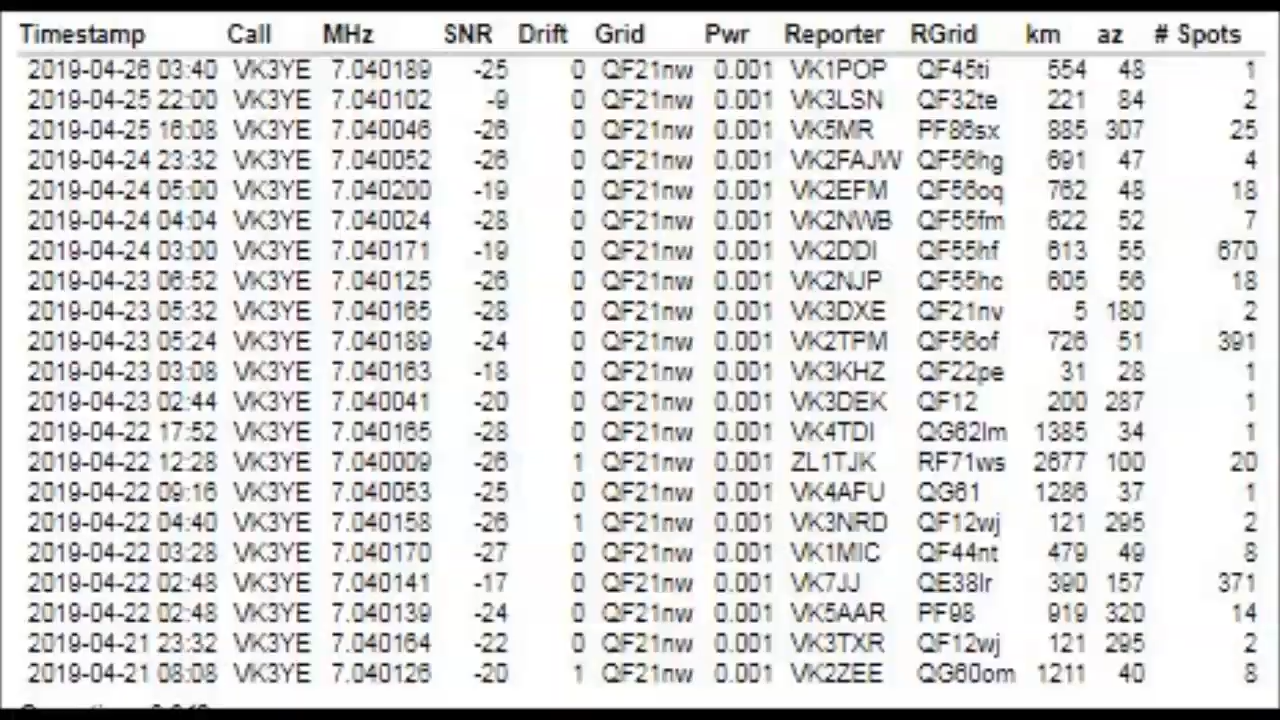 Timestamp Call MHz SNR Drift Grid Pwr Reporter RGrid km az # Spots
2019-04-26 03:40 VK3YE 7.040189 -25 0 QF21nw 0.001 VK1POP QF45ti 554 48 1
2019-04-25 22:00 VK3YE 7.040102 -9 0 QF21nw 0.001 VK3LSN QF32te 221 84 2
2019-04-25 16:08 VK3YE 7.040046 -26 0 QF21nw 0.001 VK5MR PF86sx 885 307 25
2019-04-24 23:32 VK3YE 7.040052 -26 0 QF21nw 0.001 VK2FAJW QF56hg 691 47 4
2019-04-24 05:00 VK3YE 7.040200 -19 0 QF21nw 0.001 VK2EFM QF56oq 762 48 18
2019-04-24 04:04 VK3YE 7.040024 -28 0 QF21nw 0.001 VK2NWB QF55fm 622 52 7
2019-04-24 03:00 VK3YE 7.040171 -19 0 QF21nw 0.001 VK2DDI QF55hf 613 55 670
2019-04-23 06:52 VK3YE 7.040125 -26 0 QF21nw 0.001 VK2NJP QF55hc 605 56 18
2019-04-23 05:32 VK3YE 7.040165 -28 0 QF21nw 0.001 VK3DXE QF21nv 5 180 2
2019-04-23 05:24 VK3YE 7.040189 -24 0 QF21nw 0.001 VK2TPM QF56of 726 51 391
2019-04-23 03:08 VK3YE 7.040163 -18 0 QF21nw 0.001 VK3KHZ QF22pe 31 28 1
2019-04-23 02:44 VK3YE 7.040041 -20 0 QF21nw 0.001 VK3DEK QF12 200 287 1
2019-04-22 17:52 VK3YE 7.040165 -28 0 QF21nw 0.001 VK4TDI QG62lm 1385 34 1
2019-04-22 12:28 VK3YE 7.040009 -26 1 QF21nw 0.001 ZL1TJK RF71ws 2677 100 20
2019-04-22 09:16 VK3YE 7.040053 -25 0 QF21nw 0.001 VK4AFU QG61 1286 37 1
2019-04-22 04:40 VK3YE 7.040158 -26 1 QF21nw 0.001 VK3NRD QF12wj 121 295 2
2019-04-22 03:28 VK3YE 7.040170 -27 0 QF21nw 0.001 VK1MIC QF44nt 479 49 8
2019-04-22 02:48 VK3YE 7.040141 -17 0 QF21nw 0.001 VK7JJ QE38lr 390 157 371
2019-04-22 02:48 VK3YE 7.040139 -24 0 QF21nw 0.001 VK5AAR PF98 919 320 14
2019-04-21 23:32 VK3YE 7.040164 -22 0 QF21nw 0.001 VK3TXR QF12wj 121 295 2
2019-04-21 08:08 VK3YE 7.040126 -20 1 QF21nw 0.001 VK2ZEE QG60om 1211 40 8